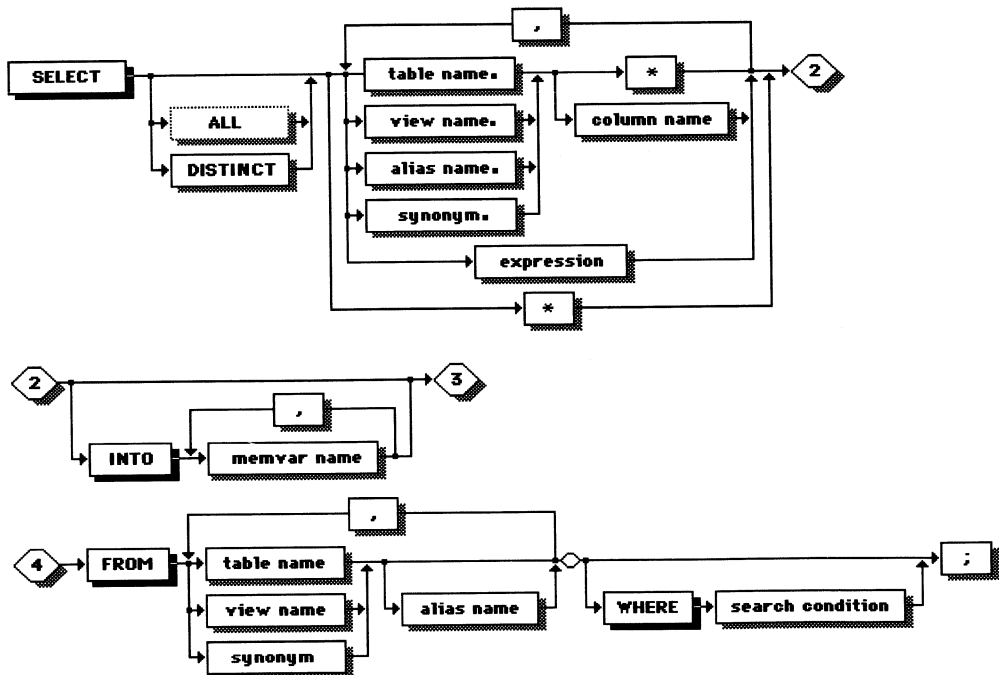 ,
SELECT
table name.
*
2
ALL
view name.
column name
DISTINCT
alias name.
synonym.
expression
*
2
3
,
INTO
memvar name
,
4
FROM
table name
;
view name
alias name
WHERE
search condition
synonym